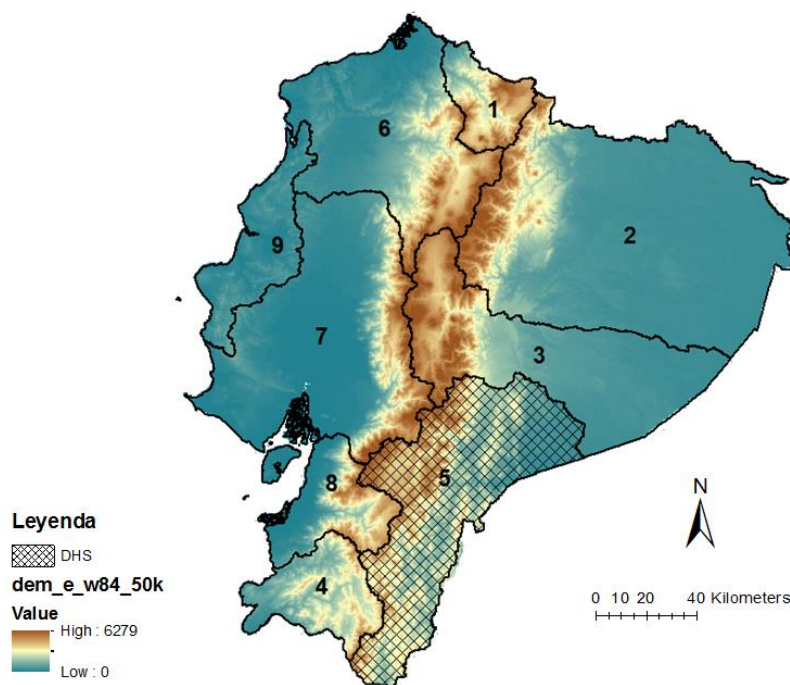 1
6
2
9
7
3
8
5
4
N
Leyenda
DHS
dem_e_w84_50k
Value
High : 6279
Low : 0
0 10 20 40 Kilometers